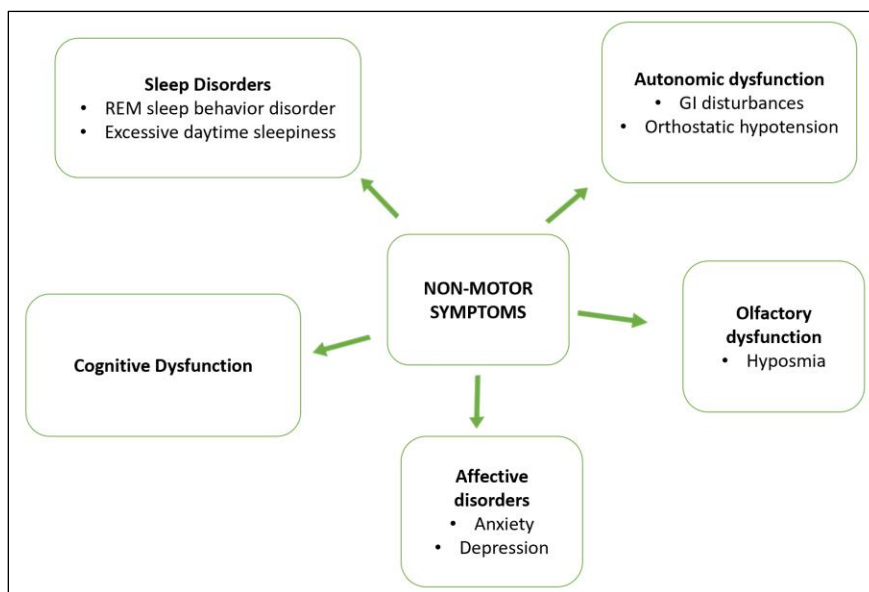 Sleep Disorders
• REM sleep behavior disorder
• Excessive daytime sleepiness
Autonomic dysfunction
• GI disturbances
• Orthostatic hypotension
NON-MOTOR
SYMPTOMS
Olfactory
dysfunction
• Hyposmia
Cognitive Dysfunction
Affective
disorders
• Anxiety
• Depression